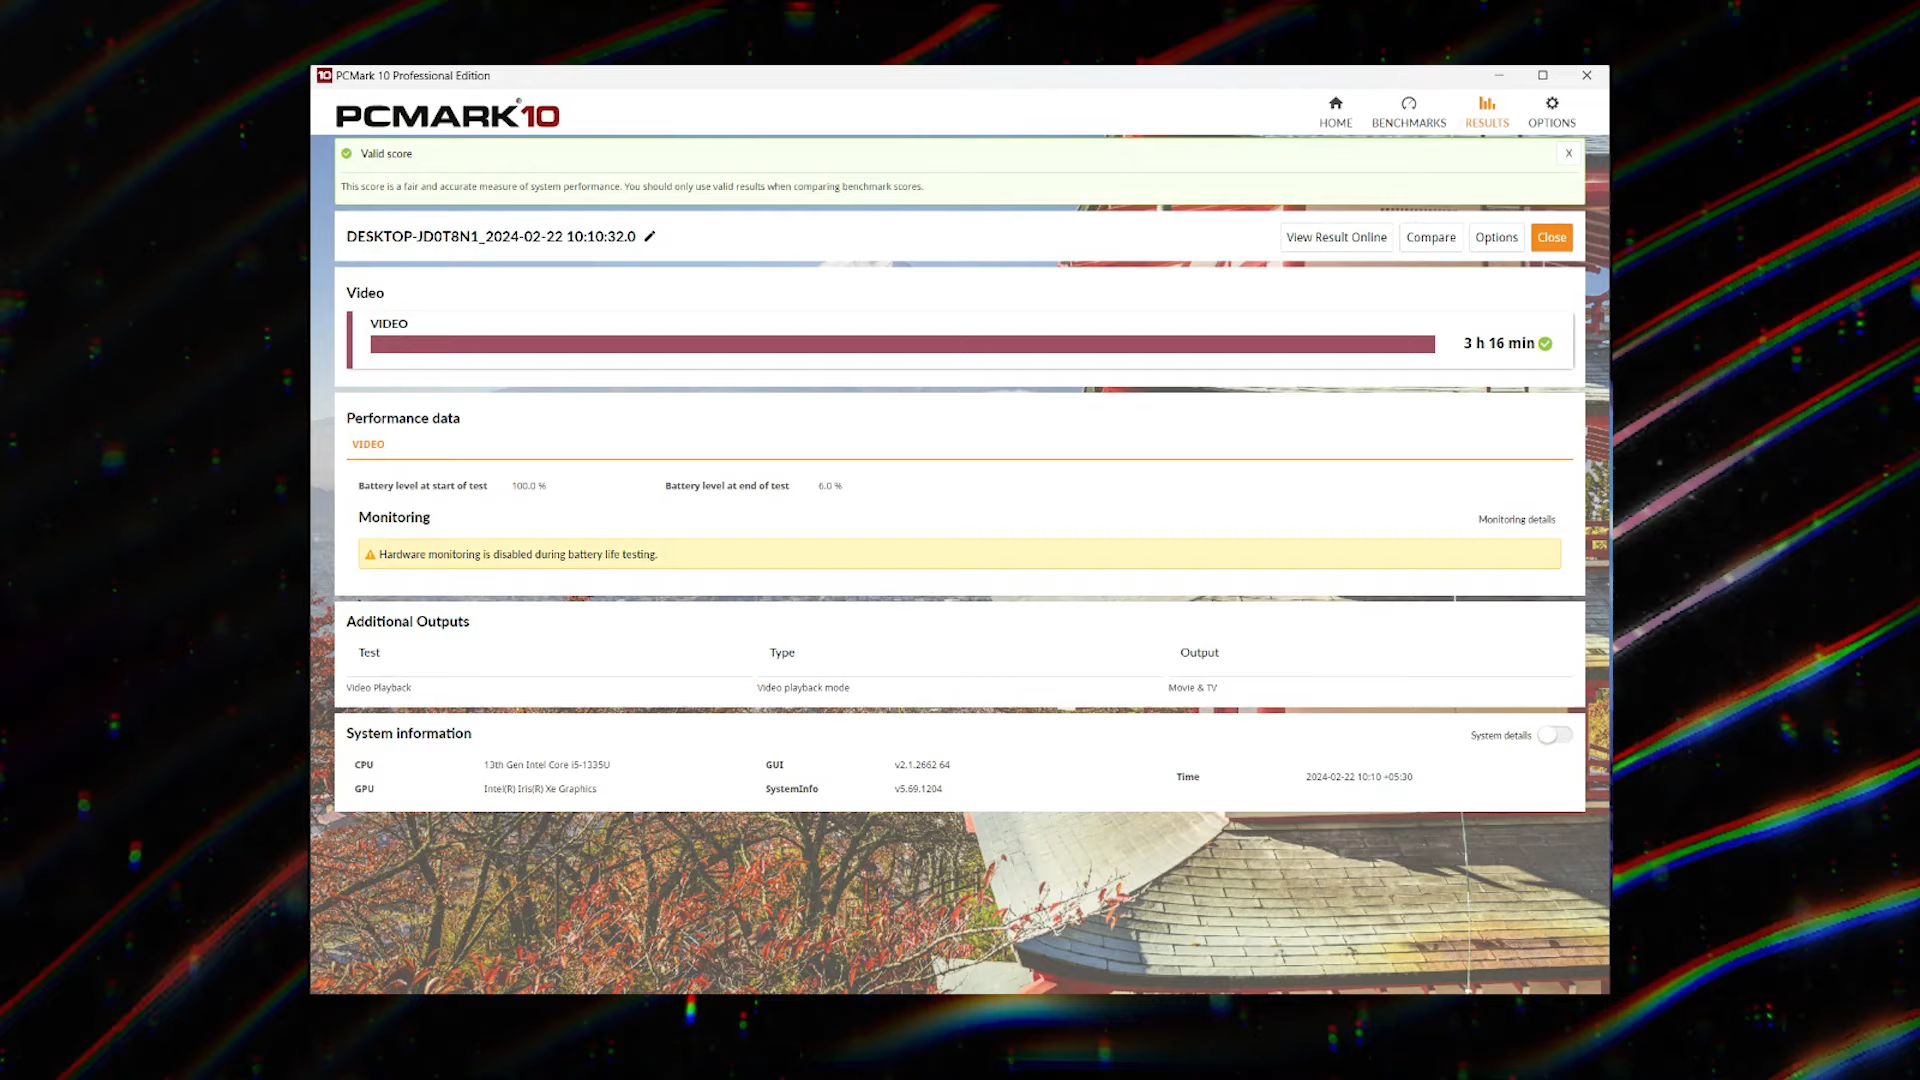 10 PCMark 10 Professional Edition
PCMARK®10
HOME BENCHMARKS RESULTS OPTIONS
Valid score X
This score is a fair and accurate measure of system performance. You should only use valid results when comparing benchmark scores.
DESKTOP-JD0T8N1_2024-02-22 10:10:32.0 View Result Online Compare Options Close
Video
VIDEO
3 h 16 min
Performance data
VIDEO
Battery level at start of test 100.0 % Battery level at end of test 6.0 %
Monitoring Monitoring details
Hardware monitoring is disabled during battery life testing.
Additional Outputs
Test Type Output
Video Playback Video playback mode Movie & TV
System information System details
CPU 13th Gen Intel Core i5-1335U GUI v2.1.2662 64
Time 2024-02-22 10:10 +05:30
GPU Intel(R) Iris(R) Xe Graphics SystemInfo v5.69.1204